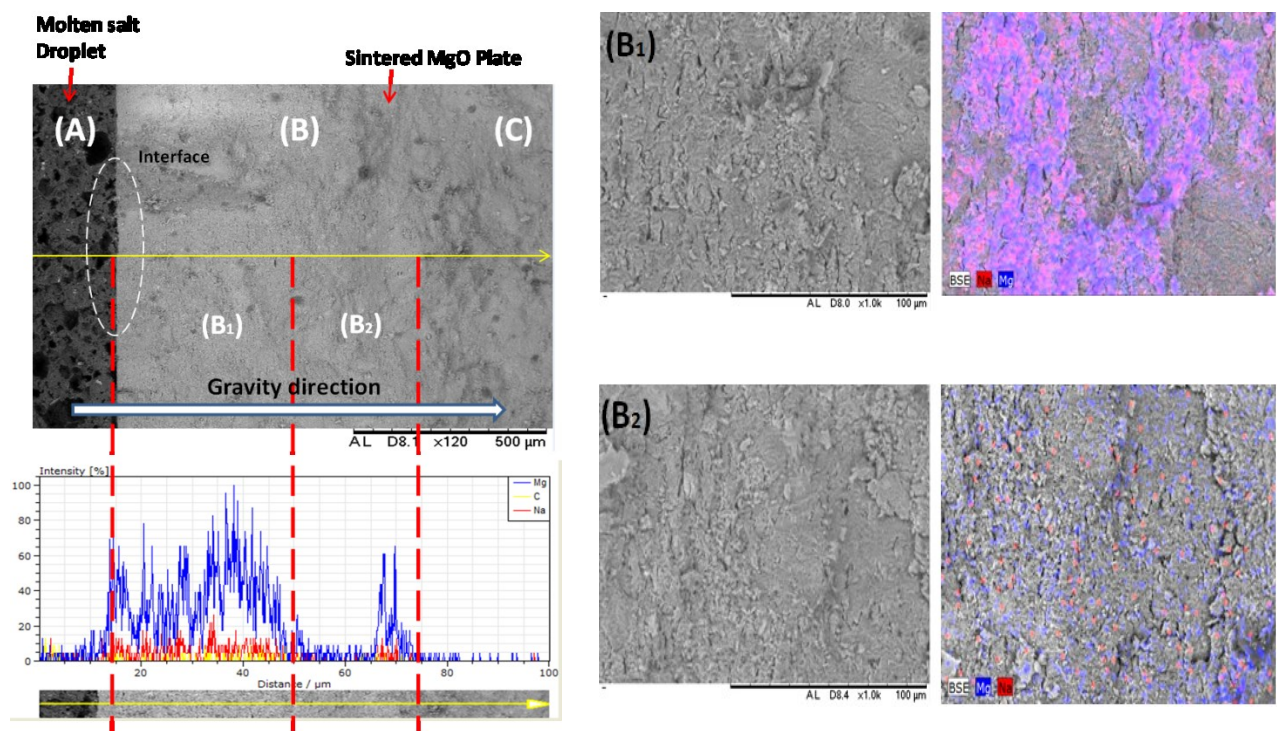 Molten salt
Droplet
Sintered MgO Plate
(A)
(B)
(C)
Interface
(B1)
(B2)
Gravity direction
AL D8.1 x120 500 µm
Intensity [%]
Mg
C
Na
100
80
60
40
20
0
20 40 60 80 100
Distance / µm
(B1)
AL D8.0 x1.0k 100 µm
BSE Na Mg
(B2)
AL D8.4 x1.0k 100 µm
BSE Mg Na